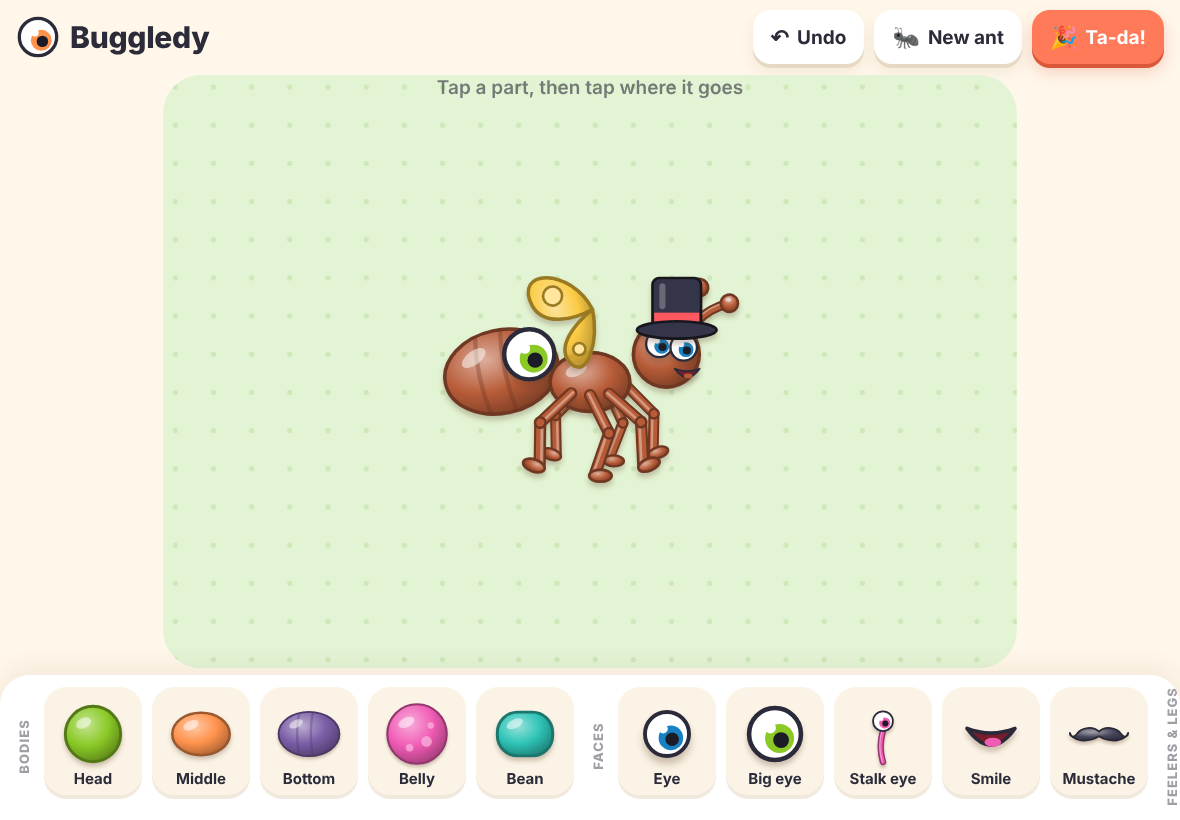 Buggledy
Undo
New ant
Ta-da!
Tap a part, then tap where it goes
BODIES
Head
Middle
Bottom
Belly
Bean
FACES
Eye
Big eye
Stalk eye
Smile
Mustache
FEELERS & LEGS